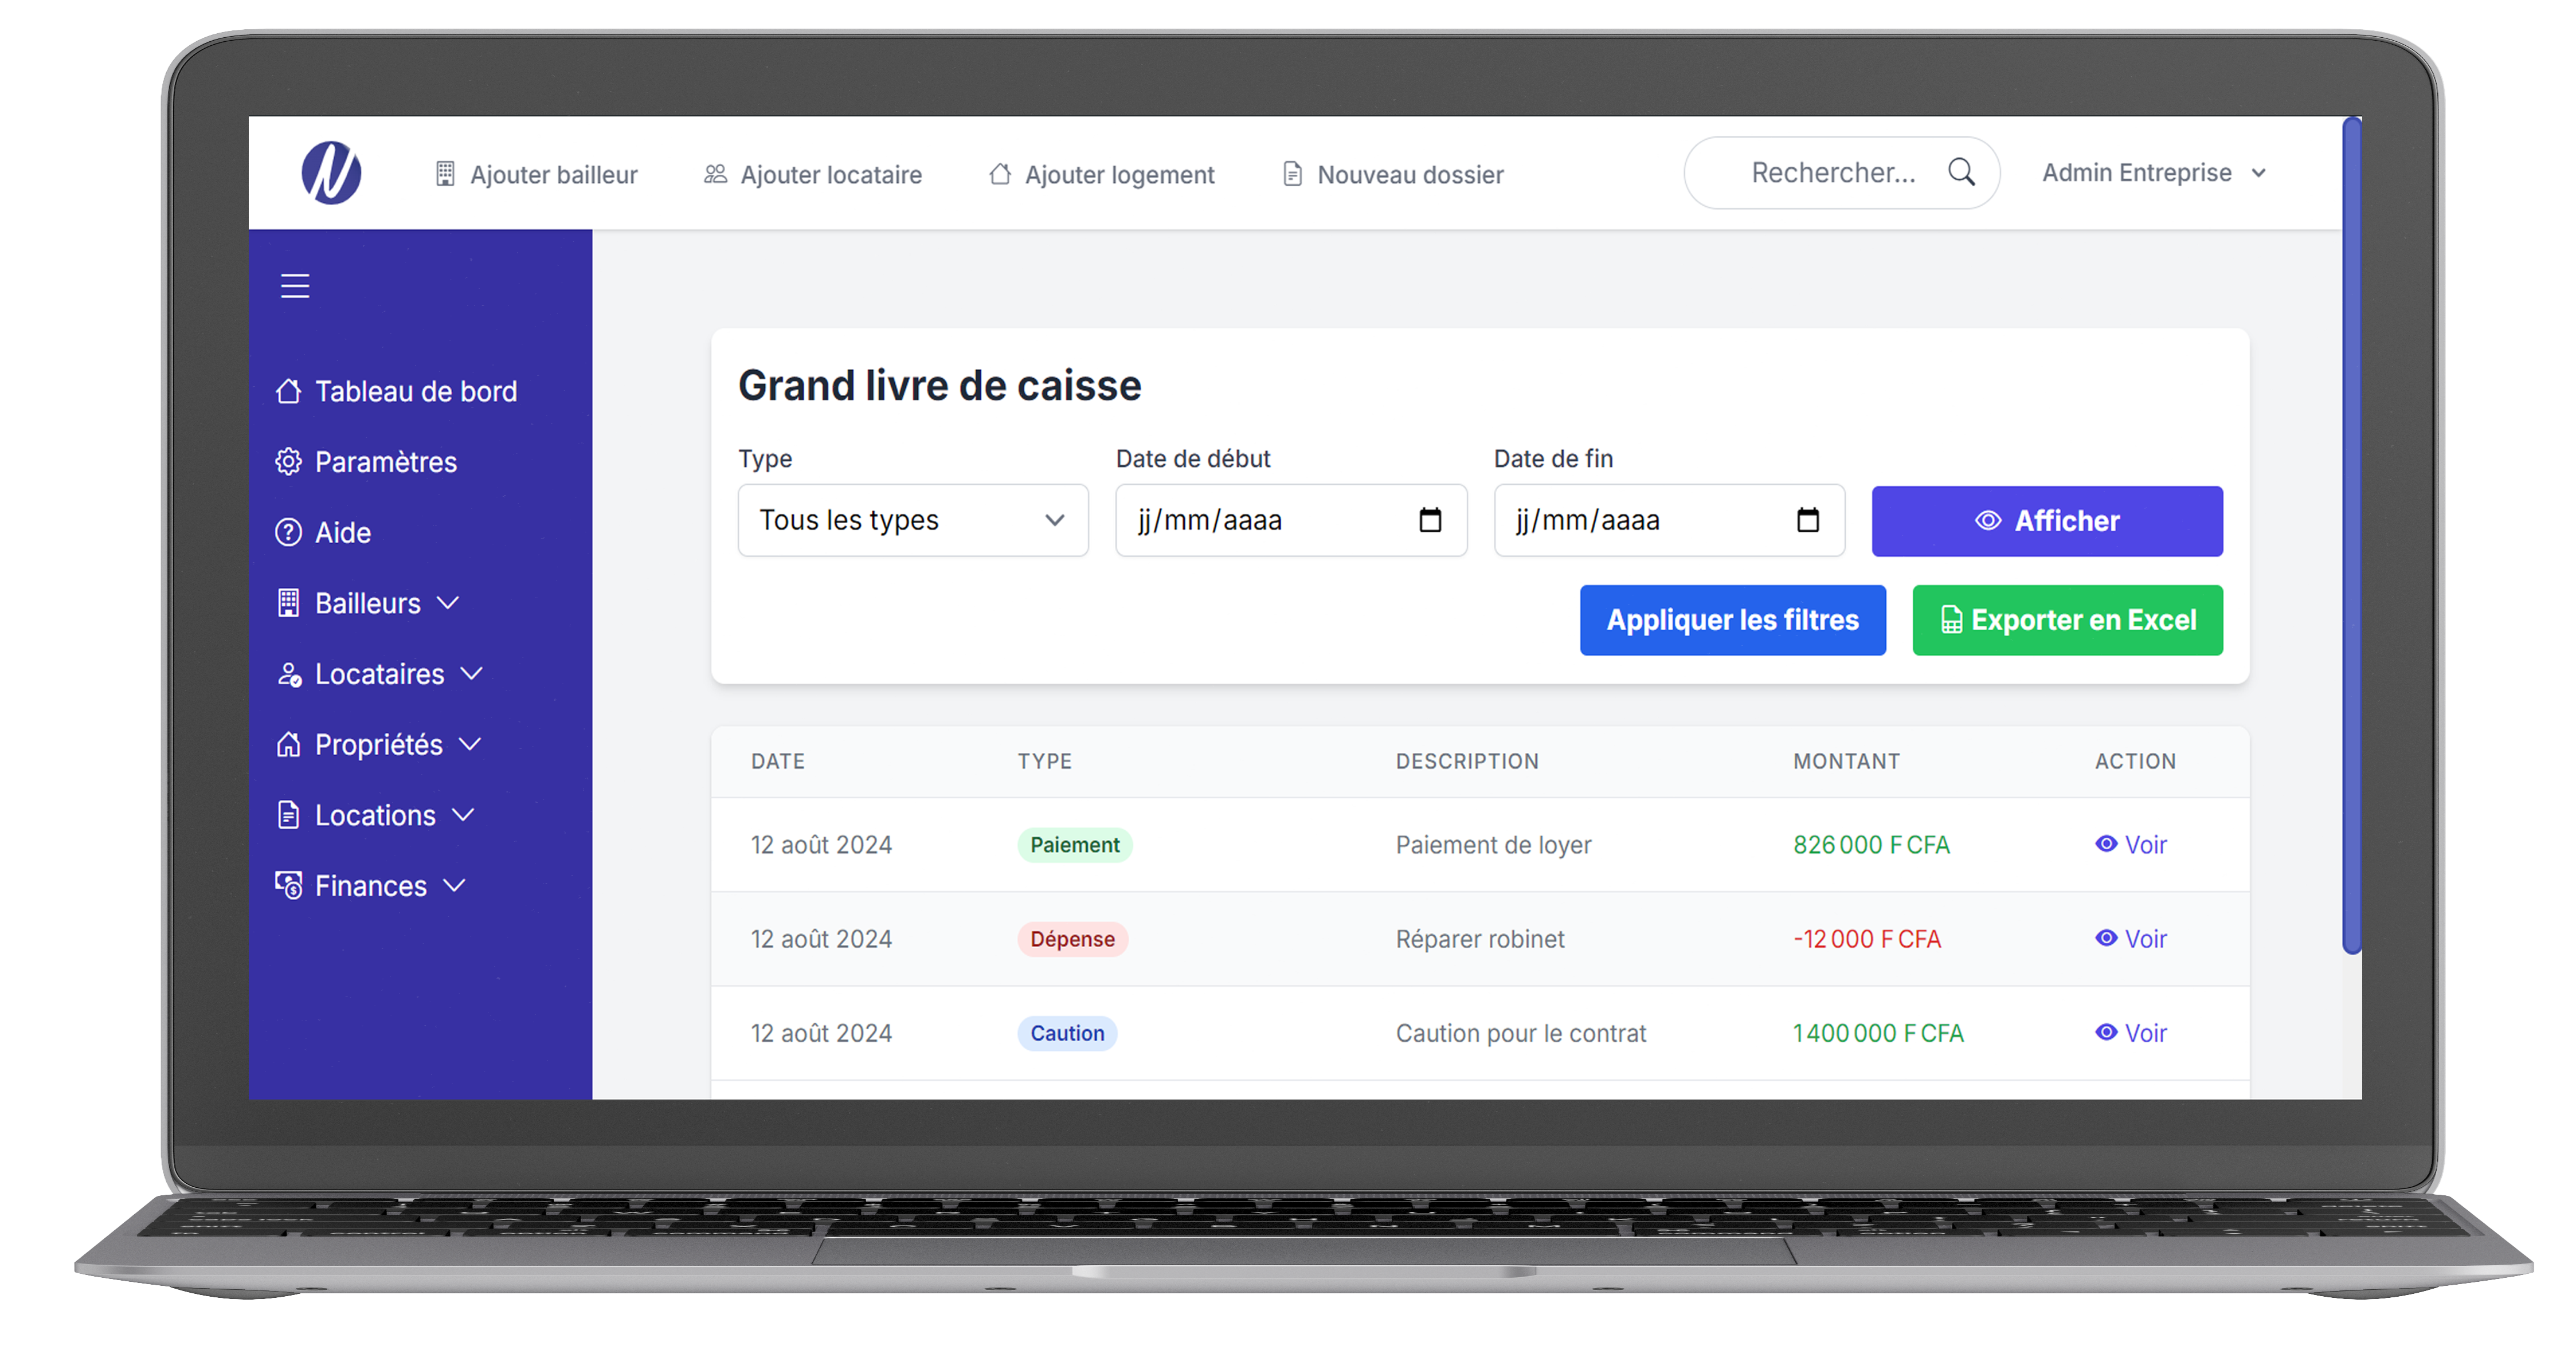 N
Ajouter bailleur
Ajouter locataire
Ajouter logement
Nouveau dossier
Rechercher...
Admin Entreprise
Tableau de bord
Paramètres
Aide
Bailleurs
Locataires
Propriétés
Locations
Finances
Grand livre de caisse
Type
Date de début
Date de fin
Tous les types
jj/mm/aaaa
jj/mm/aaaa
Afficher
Appliquer les filtres
Exporter en Excel
DATE TYPE DESCRIPTION MONTANT ACTION
12 août 2024 Paiement Paiement de loyer 826 000 F CFA Voir
12 août 2024 Dépense Réparer robinet -12 000 F CFA Voir
12 août 2024 Caution Caution pour le contrat 1 400 000 F CFA Voir